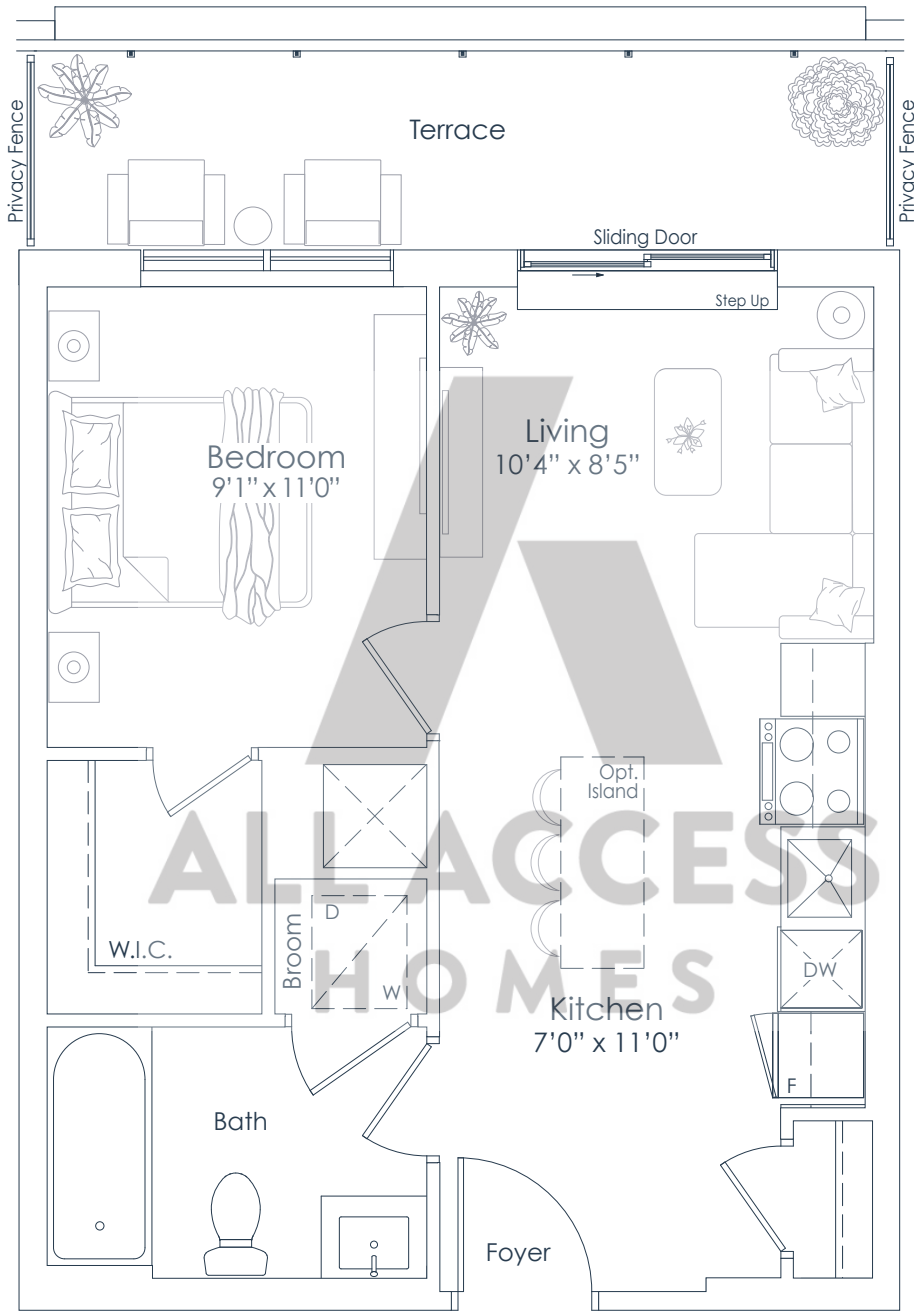 Terrace
Privacy Fence
Privacy Fence
Sliding Door
Step Up
Living
10’4” x 8’5”
Bedroom
9’1” x 11’0”
Opt.
Island
ALL ACCESS
HOMES
D
Broom
W.I.C.
W
DW
Kitchen
7’0” x 11’0”
F
Bath
Foyer